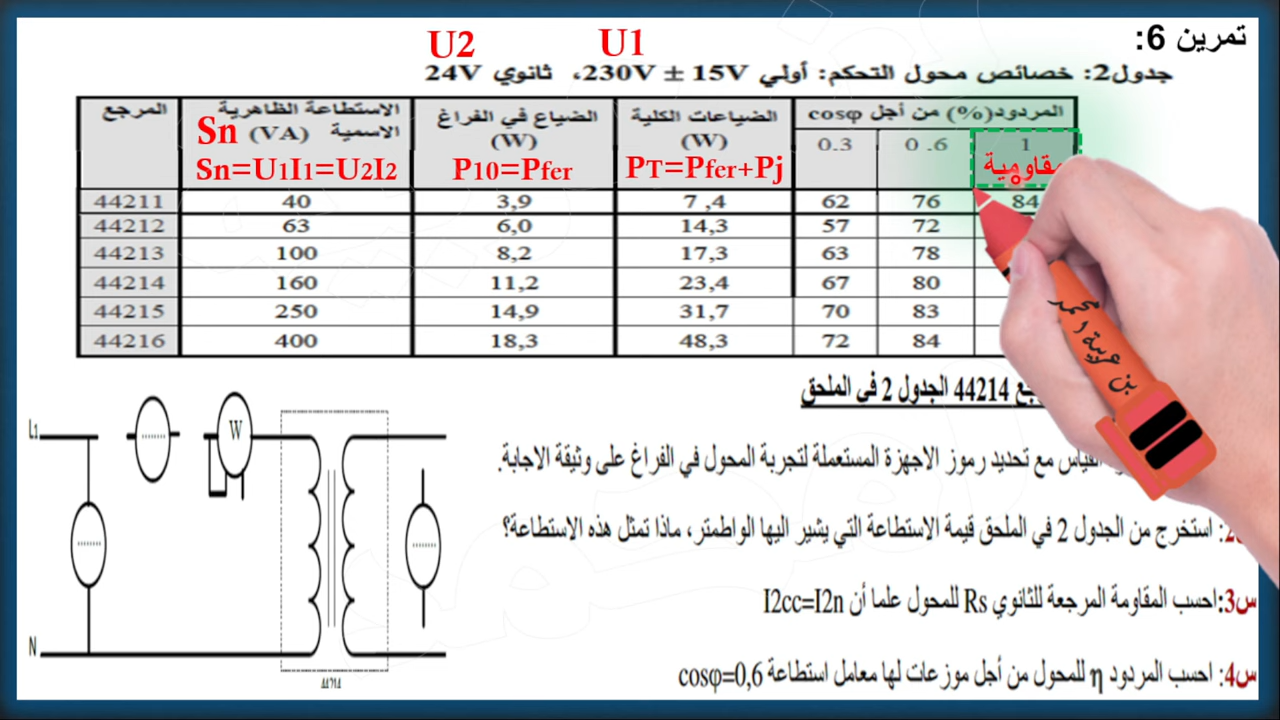 تمرين 6:
U2 U1
جدول2: خصائص محول التحكم: أولي 230V ± 15V، ثانوي 24V
المرجع
الاستطاعة الظاهرية الاسمية (VA)
Sn
Sn=U1I1=U2I2
الضياع في الفراغ (W)
P10=Pfer
الضياعات الكلية (W)
PT=Pfer+Pj
المردود(%) من أجل cosφ
0.3 0.6 1
مقاومية
44211 40 3,9 7,4 62 76 84
44212 63 6,0 14,3 57 72
44213 100 8,2 17,3 63 78
44214 160 11,2 23,4 67 80
44215 250 14,9 31,7 70 83
44216 400 18,3 48,3 72 84
44214 الجدول 2 في الملحق
القياس مع تحديد رموز الاجهزة المستعملة لتجربة المحول في الفراغ على وثيقة الاجابة.
استخرج من الجدول 2 في الملحق قيمة الاستطاعة التي يشير اليها الواطمتر، ماذا تمثل هذه الاستطاعة؟
س3:احسب المقاومة المرجعة للثانوي Rs للمحول علما أن I2cc=I2n
س4: احسب المردود η للمحول من أجل موزعات لها معامل استطاعة cosφ=0,6
L1
W
N
44214